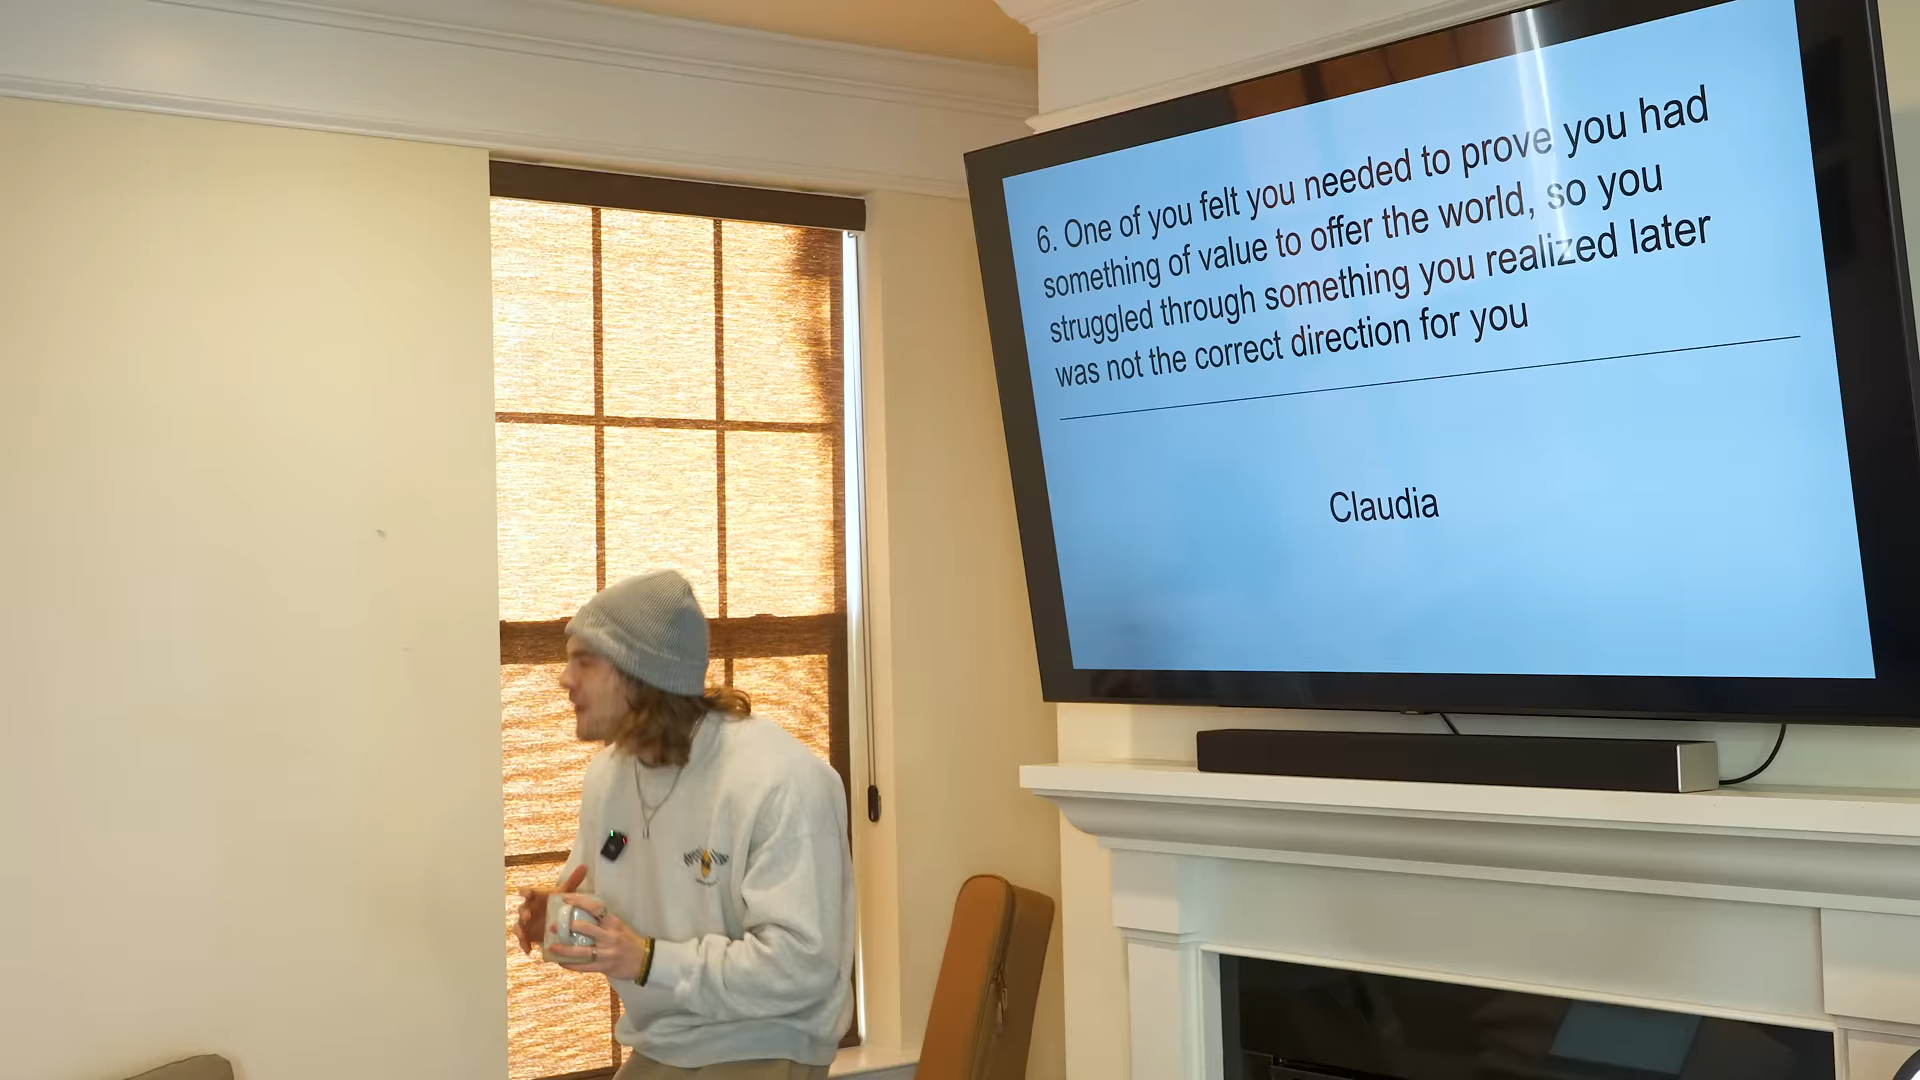 6. One of you felt you needed to prove you had
something of value to offer the world, so you
struggled through something you realized later
was not the correct direction for you
Claudia